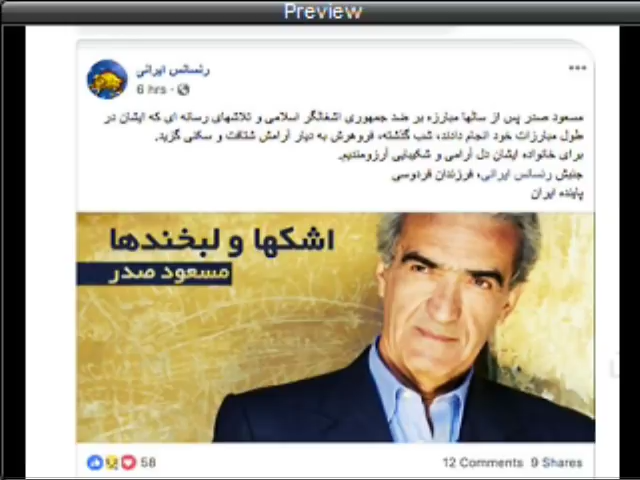 Preview
رنسانس ایرانی
6 hrs ·
مسعود صدر پس از سالها مبارزه بر ضد جمهوری اشغالگر اسلامی و تلاشهای رسانه ای که ایشان در
طول مبارزات خود انجام دادند، شب گذشته، فروهرش به دیار آرامش شتافت و سکنی گزید.
برای خانواده ایشان دل آرامی و شکیبایی آرزومندیم.
جنبش رنسانس ایرانی، فرزندان فردوسی
پاینده ایران
اشکها و لبخندها
مسعود صدر
58
12 Comments 9 Shares